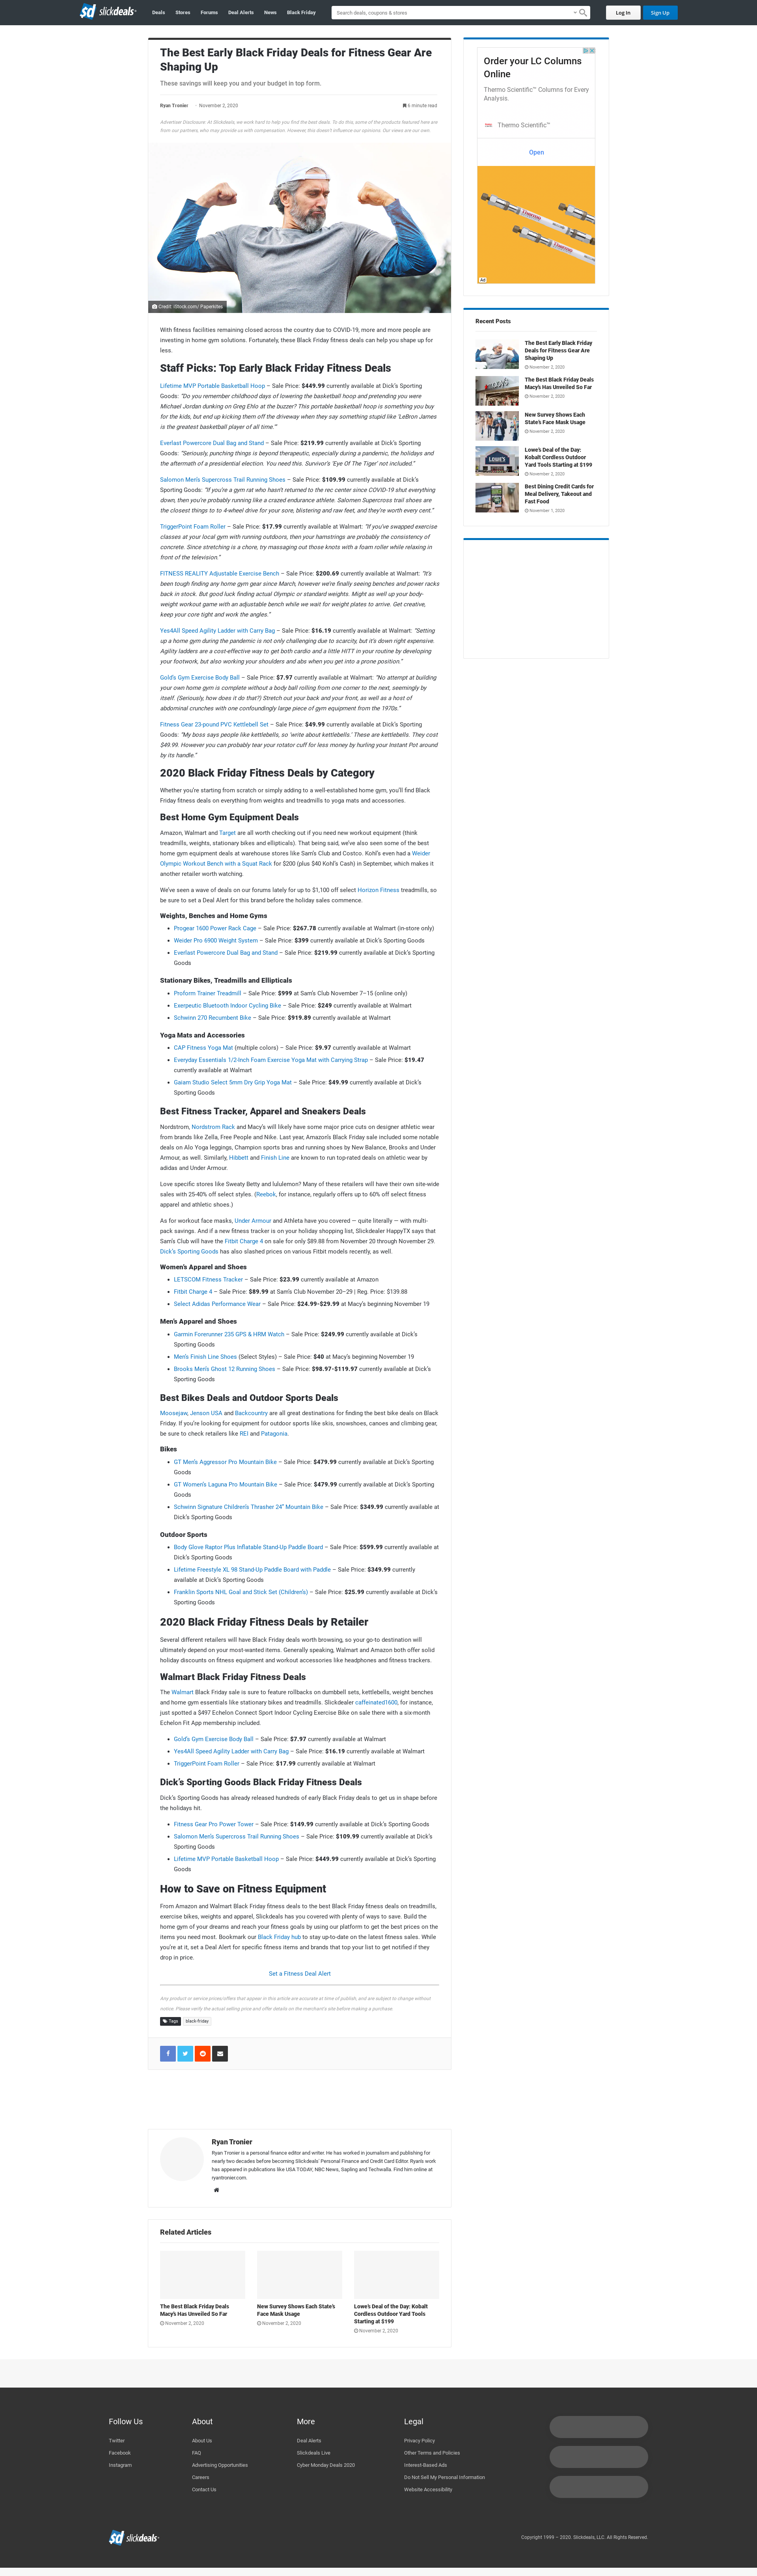 slickdeals
Deals
Stores
Forums
Deal Alerts
News
Black Friday
Search deals, coupons & stores
Log In
Sign Up
The Best Early Black Friday Deals for Fitness Gear Are
Shaping Up
These savings will keep you and your budget in top form.
Ryan Tronier
November 2, 2020
6 minute read
Advertiser Disclosure: At Slickdeals, we work hard to help you find the best deals. To do this, some of the products featured here are
from our partners, who may provide us with compensation. However, this doesn't influence our opinions. Our views are our own.
Credit: iStock.com/ Paperkites
With fitness facilities remaining closed across the country due to COVID-19, more and more people are
investing in home gym solutions. Fortunately, these Black Friday fitness deals can help you shape up for
less.
Staff Picks: Top Early Black Friday Fitness Deals
Lifetime MVP Portable Basketball Hoop – Sale Price: $449.99 currently available at Dick's Sporting
Goods: "Do you remember childhood days of lowering the basketball hoop and pretending you were
Michael Jordan dunking on Greg Ehlo at the buzzer? This portable basketball hoop is something you buy
for the kids, but end up kicking them off the driveway when they say something stupid like 'LeBron James
is the greatest basketball player of all time.'"
Everlast Powercore Dual Bag and Stand – Sale Price: $219.99 currently available at Dick's Sporting
Goods: "Seriously, punching things is beyond cathartic, especially after the morning commute and the
aftermath of a presidential election. You need this. Survivor's 'Eye Of The Tiger' not included."
Salomon Men's Supercross Trail Running Shoes – Sale Price: $109.99 currently available at Dick's
Sporting Goods: "If you're a gym rat who hasn't returned to the rec center since COVID-19 shut everything
down, then you're probably running like a prized endurance athlete. Salomon Supercross trail shoes are
the closest things to 4-wheel drive for your sore, blistering and raw feet, and they're worth every cent."
TriggerPoint Foam Roller – Sale Price: $17.99 currently available at Walmart: "If you've swapped exercise
classes at your local gym with running outdoors, then your hamstrings are probably the consistency of
concrete. Since relaxation is a chore, try massaging out those knots with a foam roller while relaxing in
front of the television."
FITNESS REALITY Adjustable Exercise Bench – Sale Price: $200.69 currently available at Walmart: "It's
been tough finding any home gym gear since March, however we're finally seeing benches and power racks
back in stock. But good luck finding actual Olympic or standard weights. Might as well up your body-
weight workout game with an adjustable bench while we wait for weight plates to arrive. Get creative,
keep your core tight and work the angles."
Yes4All Speed Agility Ladder with Carry Bag – Sale Price: $16.19 currently available at Walmart: "Setting
up a home gym during the pandemic is not only challenging due to scarcity, but it's down right expensive.
Agility ladders are a cost-effective way to get both cardio and a little HITT in your routine by developing
your footwork, but also working your shoulders and abs when you get into a prone position."
Gold's Gym Exercise Body Ball – Sale Price: $7.97 currently available at Walmart: "No attempt at building
your own home gym is complete without a body ball rolling from one corner to the next, seemingly by
itself. (Seriously, how does it do that?) Stretch out your back and your front, as well as a host of
complicated abdominal crunches without some large piece of gym equipment from the 1970s."
Fitness Gear 23-pound PVC Kettlebell Set – Sale Price: $49.99 currently available at Dick's Sporting
Goods: "My boss says people like kettlebells, so 'write about kettlebells.' These are kettlebells. They cost
$49.99. However you can probably tear your rotator cuff for less money by hurling your Instant Pot around
by its handle."
2020 Black Friday Fitness Deals by Category
Whether you're starting from scratch or simply adding to a well-established home gym, you'll find Black
Friday fitness deals on everything from weights and treadmills to yoga mats and accessories.
Best Home Gym Equipment Deals
Amazon, Walmart and Target are all worth checking out if you need new workout equipment (think
treadmills, weights, stationary bikes and ellipticals). That being said, we've also seen some of the best
home gym equipment deals at warehouse stores like Sam's Club and Costco. Kohl's even had a Weider
Olympic Workout Bench with a Squat Rack for $200 (plus $40 Kohl's Cash) in September, which makes it
another retailer worth watching.
We've seen a wave of deals on our forums lately for up to $1,100 off select Horizon Fitness treadmills, so
be sure to set a Deal Alert for this brand before the holiday sales commence.
Weights, Benches and Home Gyms
Progear 1600 Power Rack Cage – Sale Price: $267.78 currently available at Walmart (in-store only)
Weider Pro 6900 Weight System – Sale Price: $399 currently available at Dick's Sporting Goods
Everlast Powercore Dual Bag and Stand – Sale Price: $219.99 currently available at Dick's Sporting
Goods
Stationary Bikes, Treadmills and Ellipticals
Proform Trainer Treadmill – Sale Price: $999 at Sam's Club November 7–15 (online only)
Exerpeutic Bluetooth Indoor Cycling Bike – Sale Price: $249 currently available at Walmart
Schwinn 270 Recumbent Bike – Sale Price: $919.89 currently available at Walmart
Yoga Mats and Accessories
CAP Fitness Yoga Mat (multiple colors) – Sale Price: $9.97 currently available at Walmart
Everyday Essentials 1/2-Inch Foam Exercise Yoga Mat with Carrying Strap – Sale Price: $19.47
currently available at Walmart
Gaiam Studio Select 5mm Dry Grip Yoga Mat – Sale Price: $49.99 currently available at Dick's
Sporting Goods
Best Fitness Tracker, Apparel and Sneakers Deals
Nordstrom, Nordstrom Rack and Macy's will likely have some major price cuts on designer athletic wear
from brands like Zella, Free People and Nike. Last year, Amazon's Black Friday sale included some notable
deals on Alo Yoga leggings, Champion sports bras and running shoes by New Balance, Brooks and Under
Armour, as well. Similarly, Hibbett and Finish Line are known to run top-rated deals on athletic wear by
adidas and Under Armour.
Love specific stores like Sweaty Betty and lululemon? Many of these retailers will have their own site-wide
sales with 25-40% off select styles. (Reebok, for instance, regularly offers up to 60% off select fitness
apparel and athletic shoes.)
As for workout face masks, Under Armour and Athleta have you covered — quite literally — with multi-
pack savings. And if a new fitness tracker is on your holiday shopping list, Slickdealer HappyTX says that
Sam's Club will have the Fitbit Charge 4 on sale for only $89.88 from November 20 through November 29.
Dick's Sporting Goods has also slashed prices on various Fitbit models recently, as well.
Women's Apparel and Shoes
LETSCOM Fitness Tracker – Sale Price: $23.99 currently available at Amazon
Fitbit Charge 4 – Sale Price: $89.99 at Sam's Club November 20–29 | Reg. Price: $139.88
Select Adidas Performance Wear – Sale Price: $24.99-$29.99 at Macy's beginning November 19
Men's Apparel and Shoes
Garmin Forerunner 235 GPS & HRM Watch – Sale Price: $249.99 currently available at Dick's
Sporting Goods
Men's Finish Line Shoes (Select Styles) – Sale Price: $40 at Macy's beginning November 19
Brooks Men's Ghost 12 Running Shoes – Sale Price: $98.97-$119.97 currently available at Dick's
Sporting Goods
Best Bikes Deals and Outdoor Sports Deals
Moosejaw, Jenson USA and Backcountry are all great destinations for finding the best bike deals on Black
Friday. If you're looking for equipment for outdoor sports like skis, snowshoes, canoes and climbing gear,
be sure to check retailers like REI and Patagonia.
Bikes
GT Men's Aggressor Pro Mountain Bike – Sale Price: $479.99 currently available at Dick's Sporting
Goods
GT Women's Laguna Pro Mountain Bike – Sale Price: $479.99 currently available at Dick's Sporting
Goods
Schwinn Signature Children's Thrasher 24" Mountain Bike – Sale Price: $349.99 currently available at
Dick's Sporting Goods
Outdoor Sports
Body Glove Raptor Plus Inflatable Stand-Up Paddle Board – Sale Price: $599.99 currently available at
Dick's Sporting Goods
Lifetime Freestyle XL 98 Stand-Up Paddle Board with Paddle – Sale Price: $349.99 currently
available at Dick's Sporting Goods
Franklin Sports NHL Goal and Stick Set (Children's) – Sale Price: $25.99 currently available at Dick's
Sporting Goods
2020 Black Friday Fitness Deals by Retailer
Several different retailers will have Black Friday deals worth browsing, so your go-to destination will
ultimately depend on your most-wanted items. Generally speaking, Walmart and Amazon both offer solid
holiday discounts on fitness equipment and workout accessories like headphones and fitness trackers.
Walmart Black Friday Fitness Deals
The Walmart Black Friday sale is sure to feature rollbacks on dumbbell sets, kettlebells, weight benches
and home gym essentials like stationary bikes and treadmills. Slickdealer caffeinated1600, for instance,
just spotted a $497 Echelon Connect Sport Indoor Cycling Exercise Bike on sale there with a six-month
Echelon Fit App membership included.
Gold's Gym Exercise Body Ball – Sale Price: $7.97 currently available at Walmart
Yes4All Speed Agility Ladder with Carry Bag – Sale Price: $16.19 currently available at Walmart
TriggerPoint Foam Roller – Sale Price: $17.99 currently available at Walmart
Dick's Sporting Goods Black Friday Fitness Deals
Dick's Sporting Goods has already released hundreds of early Black Friday deals to get us in shape before
the holidays hit.
Fitness Gear Pro Power Tower – Sale Price: $149.99 currently available at Dick's Sporting Goods
Salomon Men's Supercross Trail Running Shoes – Sale Price: $109.99 currently available at Dick's
Sporting Goods
Lifetime MVP Portable Basketball Hoop – Sale Price: $449.99 currently available at Dick's Sporting
Goods
How to Save on Fitness Equipment
From Amazon and Walmart Black Friday fitness deals to the best Black Friday fitness deals on treadmills,
exercise bikes, weights and apparel, Slickdeals has you covered with plenty of ways to save. Build the
home gym of your dreams and reach your fitness goals by using our platform to get the best prices on the
items you need most. Bookmark our Black Friday hub to stay up-to-date on the latest fitness sales. While
you're at it, set a Deal Alert for specific fitness items and brands that top your list to get notified if they
drop in price.
Set a Fitness Deal Alert
Any product or service prices/offers that appear in this article are accurate at time of publish, and are subject to change without
notice. Please verify the actual selling price and offer details on the merchant's site before making a purchase.
Tags
black-friday
Ryan Tronier
Ryan Tronier is a personal finance editor and writer. He has worked in journalism and publishing for
nearly two decades before becoming Slickdeals' Personal Finance and Credit Card Editor. Ryan's work
has appeared in publications like USA TODAY, NBC News, Sapling and Techwalla. Find him online at
ryantronier.com.
Related Articles
The Best Black Friday Deals
Macy's Has Unveiled So Far
November 2, 2020
New Survey Shows Each State's
Face Mask Usage
November 2, 2020
Lowe's Deal of the Day: Kobalt
Cordless Outdoor Yard Tools
Starting at $199
November 2, 2020
Order your LC Columns
Online
Thermo Scientific™ Columns for Every
Analysis.
Thermo Scientific™
Open
Ad
Recent Posts
The Best Early Black Friday
Deals for Fitness Gear Are
Shaping Up
November 2, 2020
The Best Black Friday Deals
Macy's Has Unveiled So Far
November 2, 2020
New Survey Shows Each
State's Face Mask Usage
November 2, 2020
LOWE'S
Lowe's Deal of the Day:
Kobalt Cordless Outdoor
Yard Tools Starting at $199
November 2, 2020
Best Dining Credit Cards for
Meal Delivery, Takeout and
Fast Food
November 1, 2020
Follow Us
Twitter
Facebook
Instagram
About
About Us
FAQ
Advertising Opportunities
Careers
Contact Us
More
Deal Alerts
Slickdeals Live
Cyber Monday Deals 2020
Legal
Privacy Policy
Other Terms and Policies
Interest-Based Ads
Do Not Sell My Personal Information
Website Accessibility
slickdeals
Copyright 1999 – 2020. Slickdeals, LLC. All Rights Reserved.